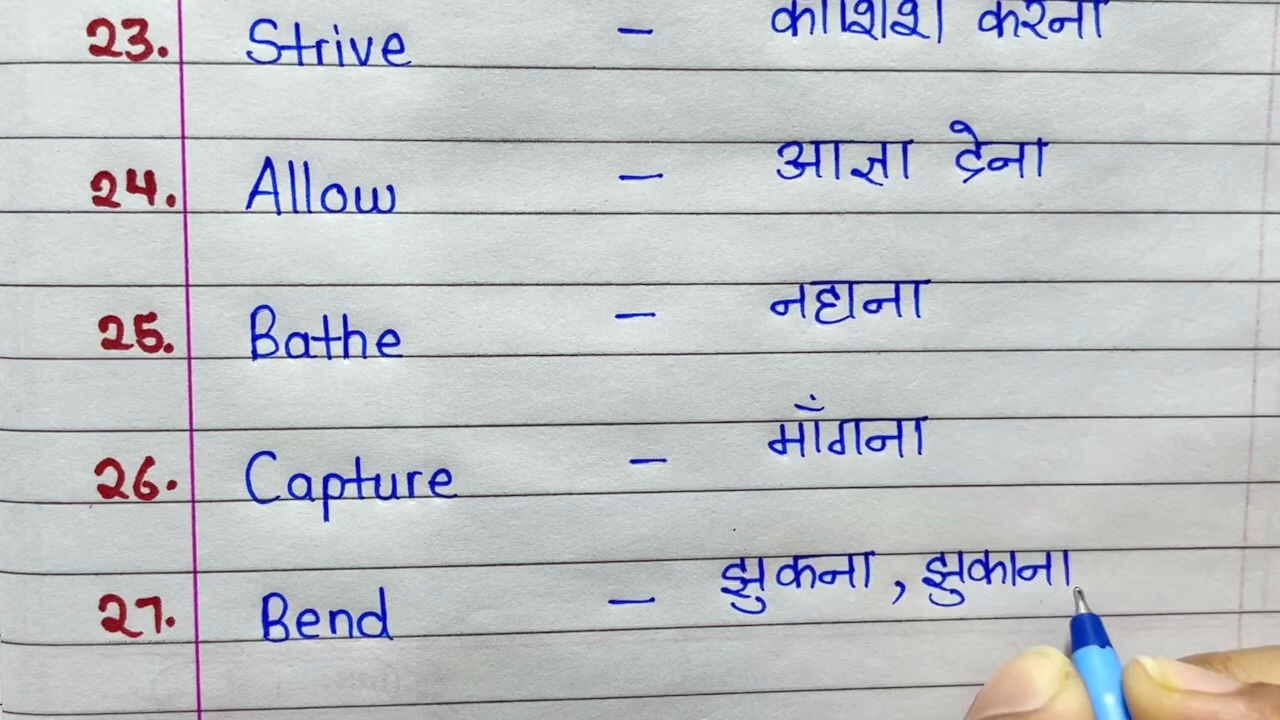 23. Strive - कोशिश करना
24. Allow - आज्ञा देना
25. Bathe - नहाना
26. Capture - माँगना
27. Bend - झुकना, झुकाना